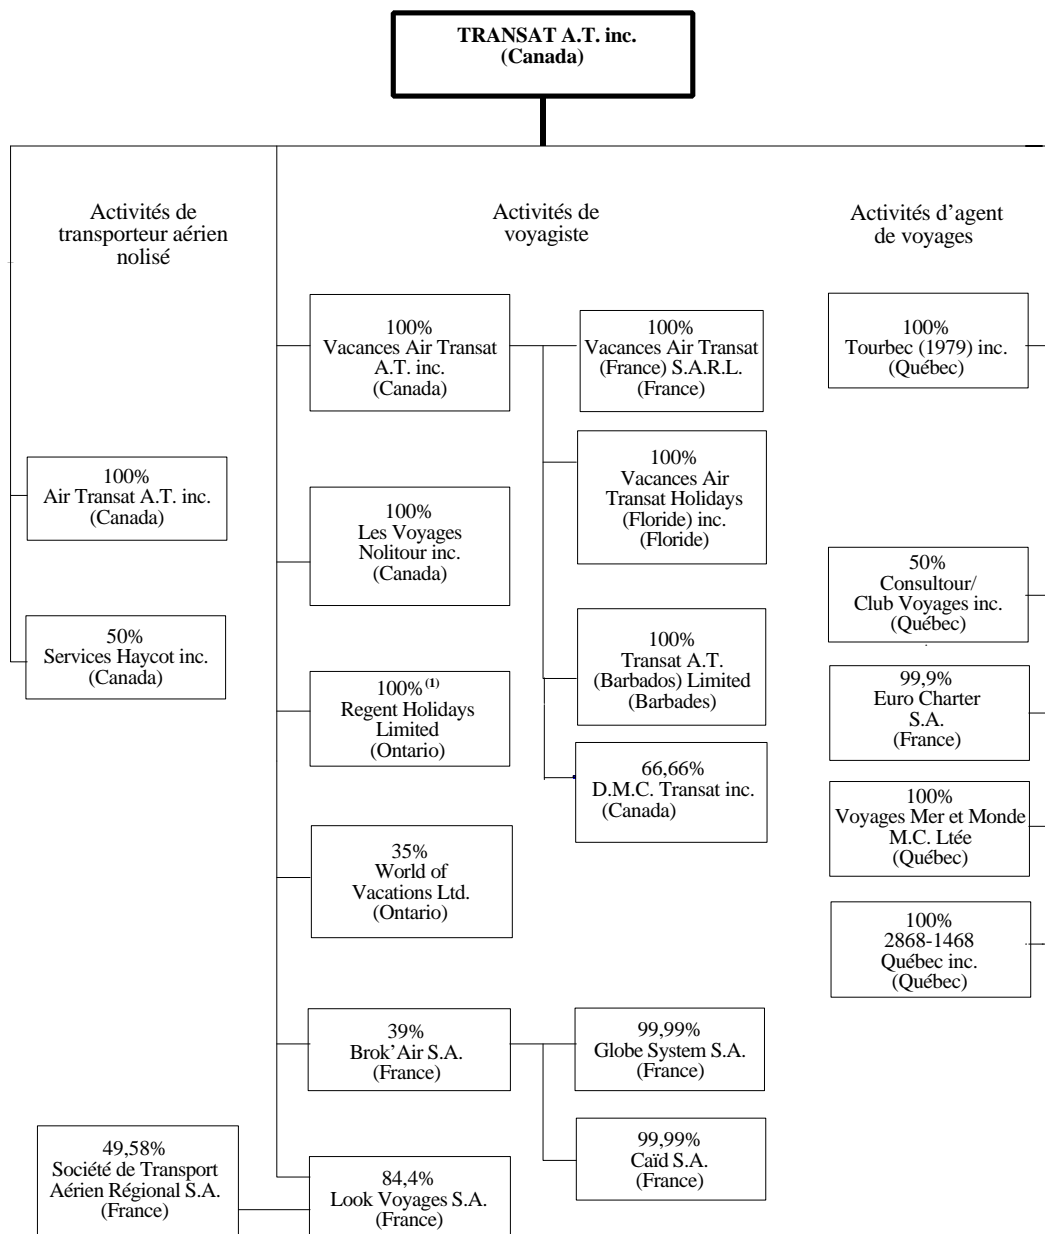 TRANSAT A.T. inc.
(Canada)
Activités de
transporteur aérien
nolisé
Activités de
voyagiste
Activités d’agent
de voyages
100%
Air Transat A.T. inc.
(Canada)
50%
Services Haycot inc.
(Canada)
49,58%
Société de Transport
Aérien Régional S.A.
(France)
100%
Vacances Air Transat
A.T. inc.
(Canada)
100%
Les Voyages
Nolitour inc.
(Canada)
100% (1)
Regent Holidays
Limited
(Ontario)
35%
World of
Vacations Ltd.
(Ontario)
39%
Brok’Air S.A.
(France)
84,4%
Look Voyages S.A.
(France)
100%
Vacances Air Transat
(France) S.A.R.L.
(France)
100%
Vacances Air
Transat Holidays
(Floride) inc.
(Floride)
100%
Transat A.T.
(Barbados) Limited
(Barbades)
66,66%
D.M.C. Transat inc.
(Canada)
99,99%
Globe System S.A.
(France)
99,99%
Caïd S.A.
(France)
100%
Tourbec (1979) inc.
(Québec)
50%
Consultour/
Club Voyages inc.
(Québec)
99,9%
Euro Charter
S.A.
(France)
100%
Voyages Mer et Monde
M.C. Ltée
(Québec)
100%
2868-1468
Québec inc.
(Québec)